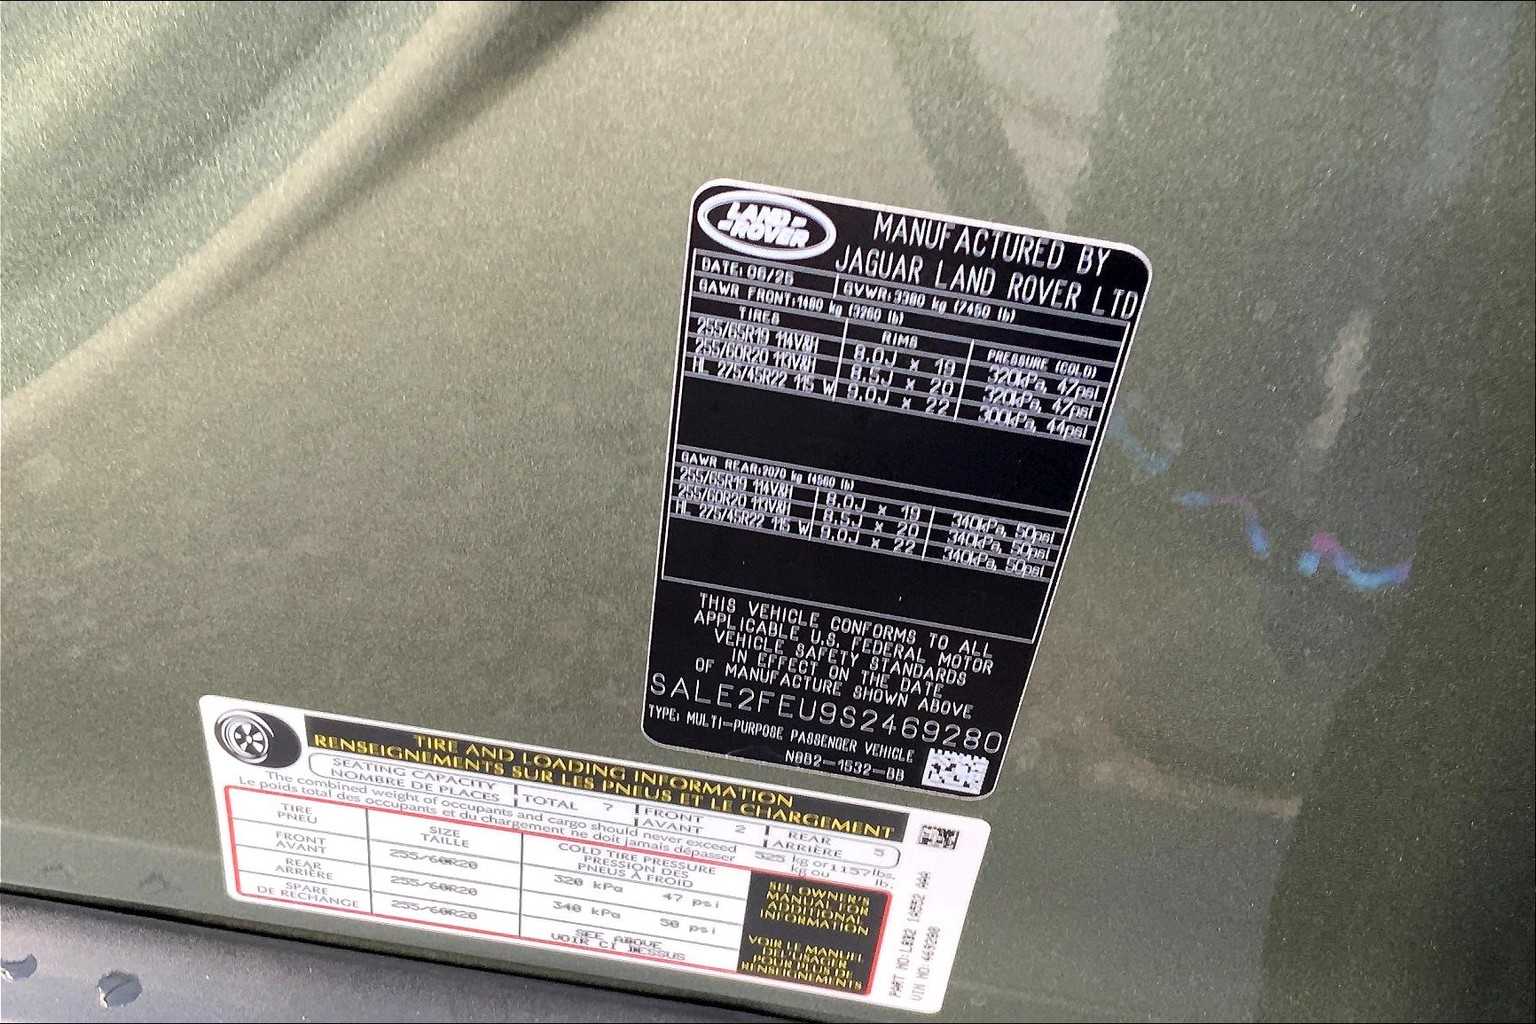 LAND ROVER
MANUFACTURED BY
JAGUAR LAND ROVER LTD
DATE: 06/25 GVWR: 3380 kg (7450 lb)
GAWR FRONT: 1480 kg (3260 lb)
TIRES RIMS PRESSURE (COLD)
255/65R19 114V&H 8.0J x 19 320kPa, 47psi
255/60R20 113V&H 8.5J x 20 320kPa, 47psi
HL 275/45R22 115 W 9.0J x 22 300kPa, 44psi
GAWR REAR: 2070 kg (4560 lb)
255/65R19 114V&H 8.0J x 19 340kPa, 50psi
255/60R20 113V&H 8.5J x 20 340kPa, 50psi
HL 275/45R22 115 W 9.0J x 22 340kPa, 50psi
THIS VEHICLE CONFORMS TO ALL
APPLICABLE U.S. FEDERAL MOTOR
VEHICLE SAFETY STANDARDS
IN EFFECT ON THE DATE
OF MANUFACTURE SHOWN ABOVE
SALE2FEU9S2469280
TYPE: MULTI-PURPOSE PASSENGER VEHICLE
N8B2-1532-BB
TIRE AND LOADING INFORMATION
RENSEIGNEMENTS SUR LES PNEUS ET LE CHARGEMENT
SEATING CAPACITY TOTAL 7 FRONT 2 REAR 5
NOMBRE DE PLACES AVANT ARRIÈRE
The combined weight of occupants and cargo should never exceed 525 kg or 1157 lbs.
Le poids total des occupants et du chargement ne doit jamais dépasser kg ou lb.
TIRE SIZE COLD TIRE PRESSURE
PNEU TAILLE PRESSION DES
PNEUS À FROID
FRONT 255/60R20 320 kPa 47 psi
AVANT
REAR 255/60R20 340 kPa 50 psi
ARRIÈRE
SPARE 255/60R20 SEE ABOVE
DE RECHANGE VOIR CI DESSUS
SEE OWNER'S
MANUAL FOR
ADDITIONAL
INFORMATION
VOIR LE MANUEL
DE L'USAGER
POUR PLUS DE
RENSEIGNEMENTS
PART NO: 1A552 AAA
VIN NO: 469280